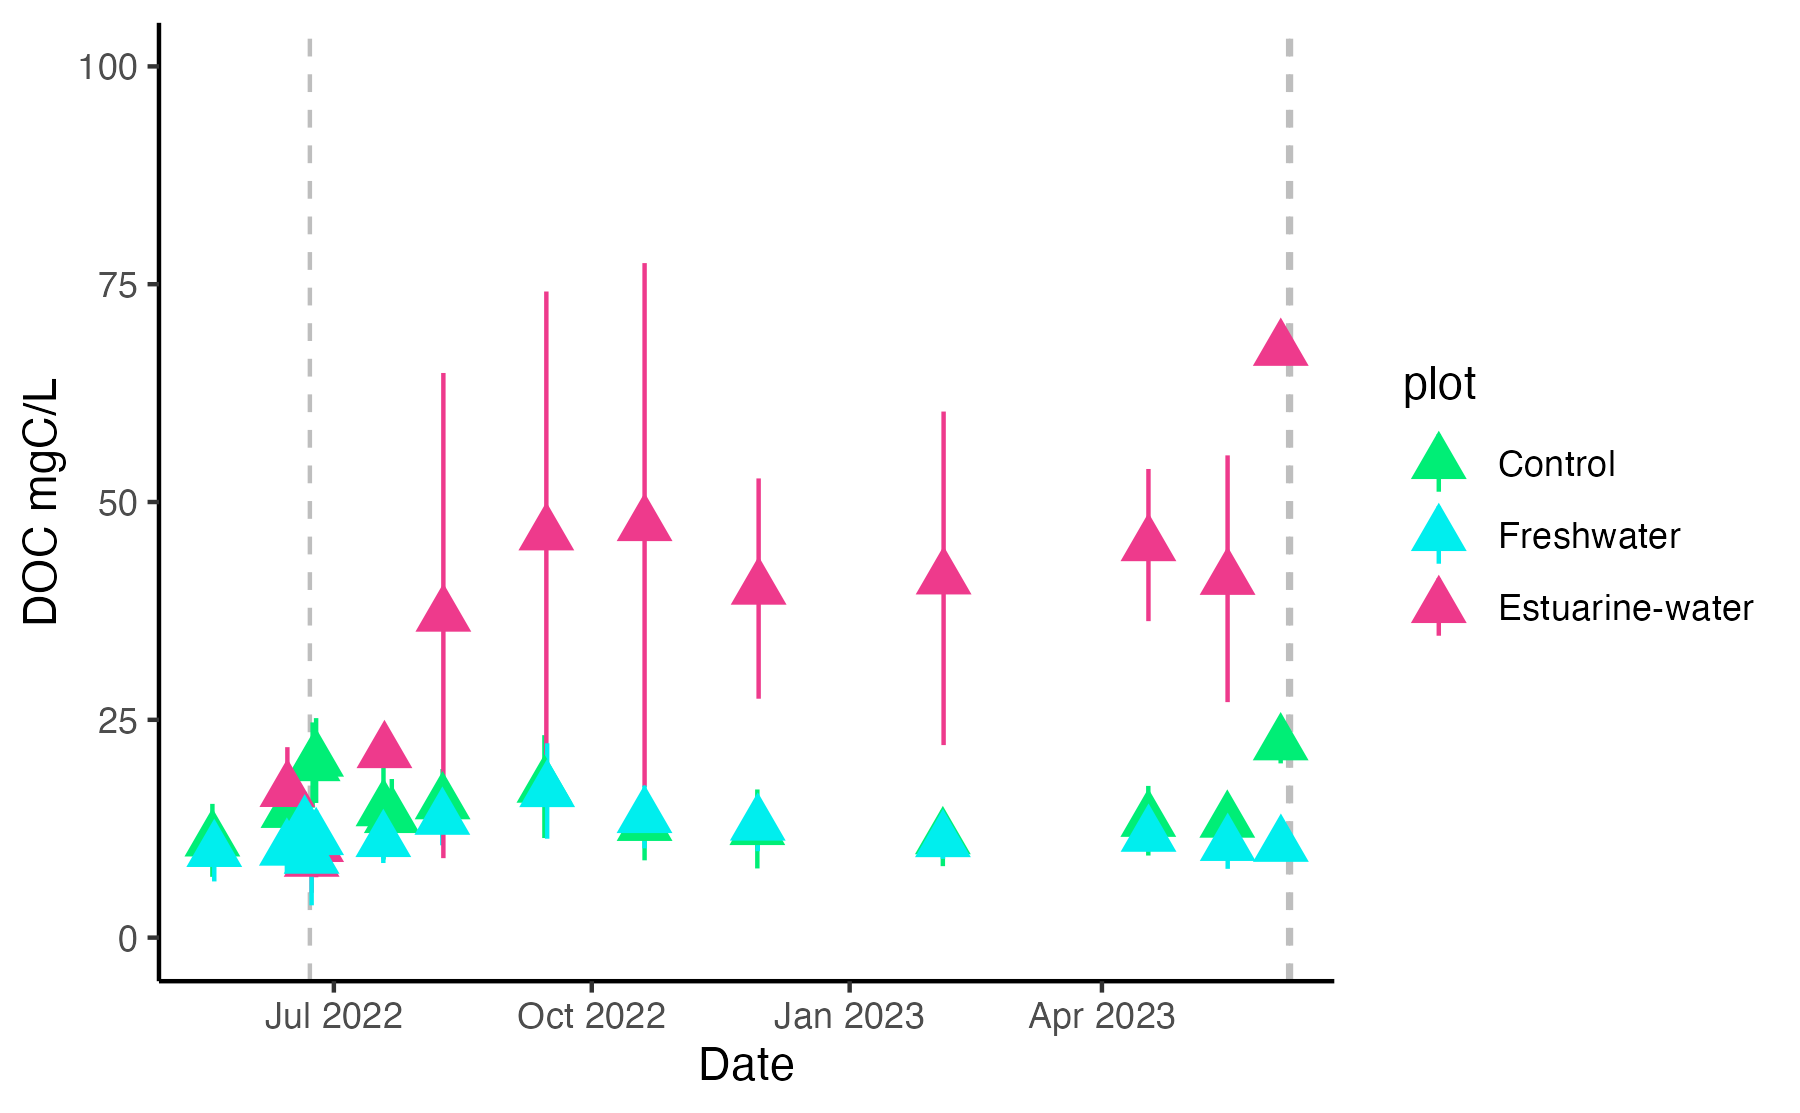 100
75
50
25
0
DOC mgC/L
Jul 2022
Oct 2022
Jan 2023
Apr 2023
Date
plot
Control
Freshwater
Estuarine-water